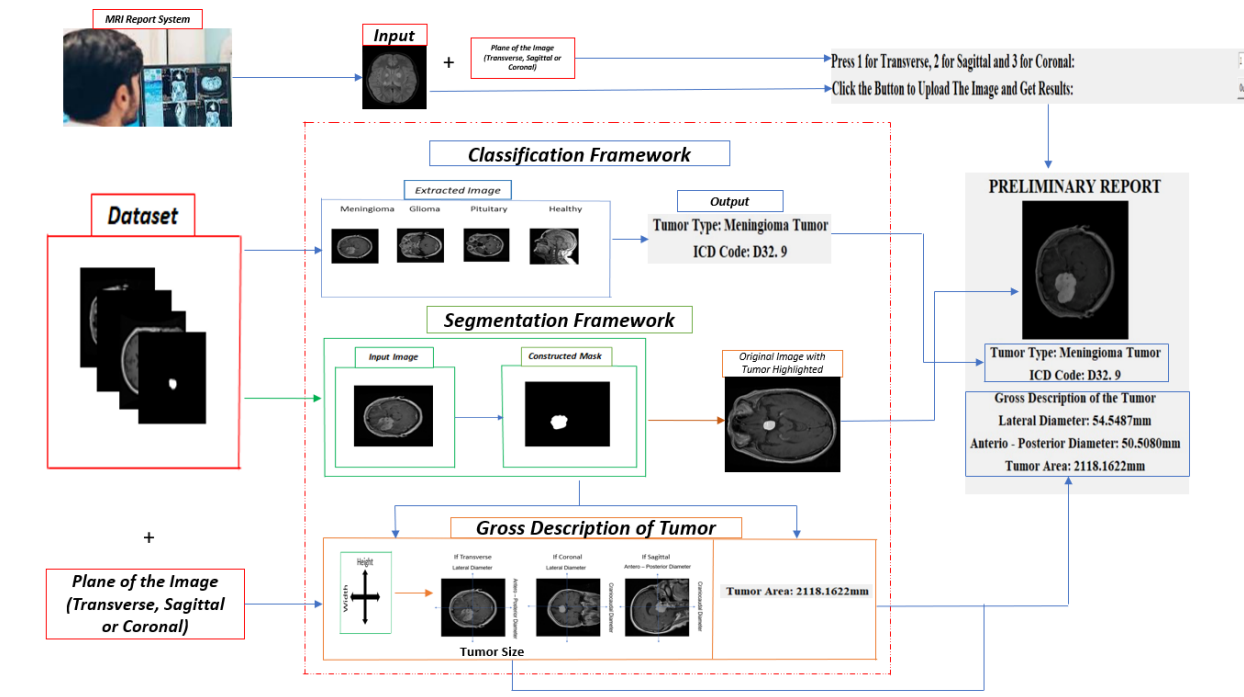 MRI Report System
Input
+
Plane of the Image
(Transverse, Sagittal or
Coronal)
Press 1 for Transverse, 2 for Sagittal and 3 for Coronal:
Click the Button to Upload The Image and Get Results:
Classification Framework
Extracted Image
Meningioma Glioma Pituitary Healthy
Output
Tumor Type: Meningioma Tumor
ICD Code: D32. 9
Dataset
Segmentation Framework
Input Image
Constructed Mask
Original Image with
Tumor Highlighted
PRELIMINARY REPORT
Tumor Type: Meningioma Tumor
ICD Code: D32. 9
Gross Description of the Tumor
Lateral Diameter: 54.5487mm
Anterio - Posterior Diameter: 50.5080mm
Tumor Area: 2118.1622mm
+
Plane of the Image
(Transverse, Sagittal
or Coronal)
Gross Description of Tumor
Height
Width
If Transverse
Lateral Diameter
Antero – Posterior Diameter
If Coronal
Lateral Diameter
Craniocaudal Diameter
If Sagittal
Antero – Posterior Diameter
Craniocaudal Diameter
Tumor Size
Tumor Area: 2118.1622mm